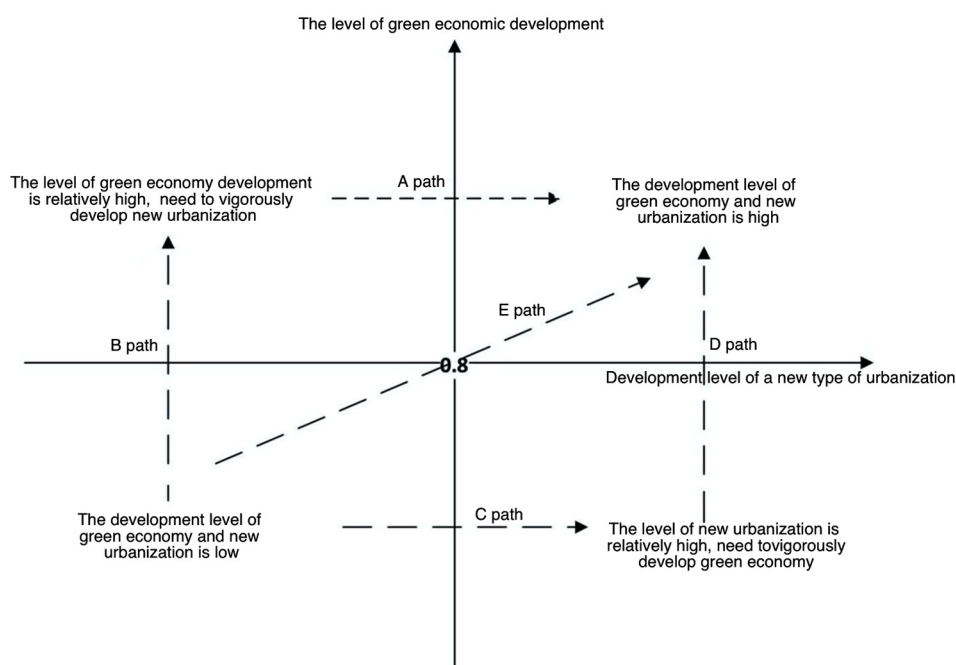 The level of green economic development
The level of green economy development
is relatively high, need to vigorously
develop new urbanization
A path
The development level of
green economy and new
urbanization is high
E path
B path
D path
0.8
Development level of a new type of urbanization
The development level of
green economy and new
urbanization is low
C path
The level of new urbanization is
relatively high, need tovigorously
develop green economy